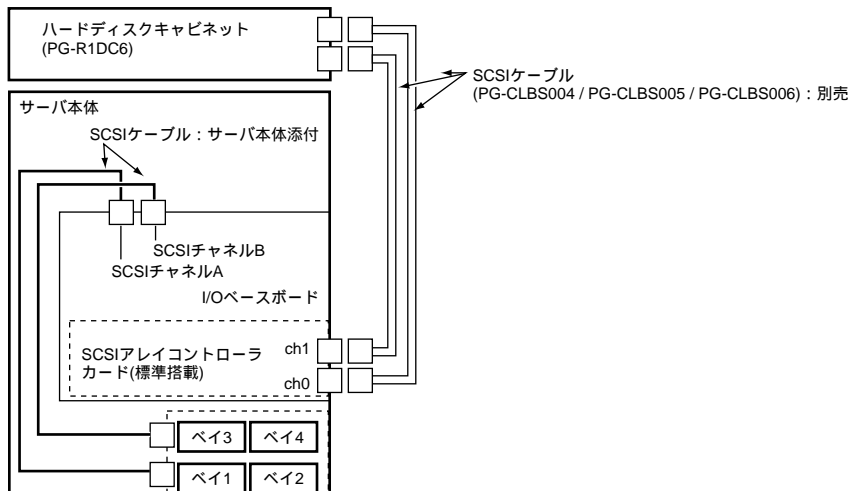 ハードディスクキャビネット
(PG-R1DC6)
SCSIケーブル
(PG-CLBS004 / PG-CLBS005 / PG-CLBS006)：別売
サーバ本体
SCSIケーブル：サーバ本体添付
SCSIチャネルB
SCSIチャネルA
I/Oベースボード
SCSIアレイコントローラ
カード(標準搭載)
ch1
ch0
ベイ3
ベイ4
ベイ1
ベイ2